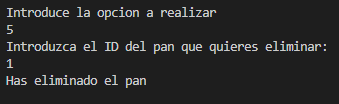 Introduce la opcion a realizar
5
Introduzca el ID del pan que quieres eliminar:
1
Has eliminado el pan